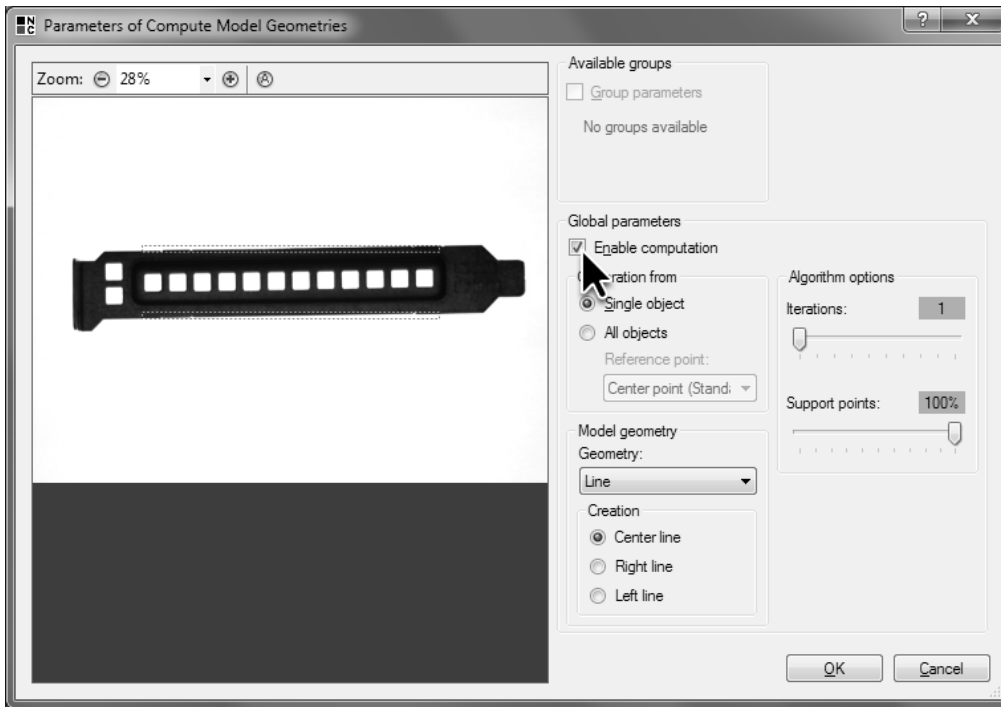 NC Parameters of Compute Model Geometries ?
Zoom: 28%
Available groups
Group parameters
No groups available
Global parameters
Enable computation
ration from
Single object
All objects
Reference point:
Center point (Stand
Algorithm options
Iterations: 1
Support points: 100%
Model geometry
Geometry:
Line
Creation
Center line
Right line
Left line
OK Cancel